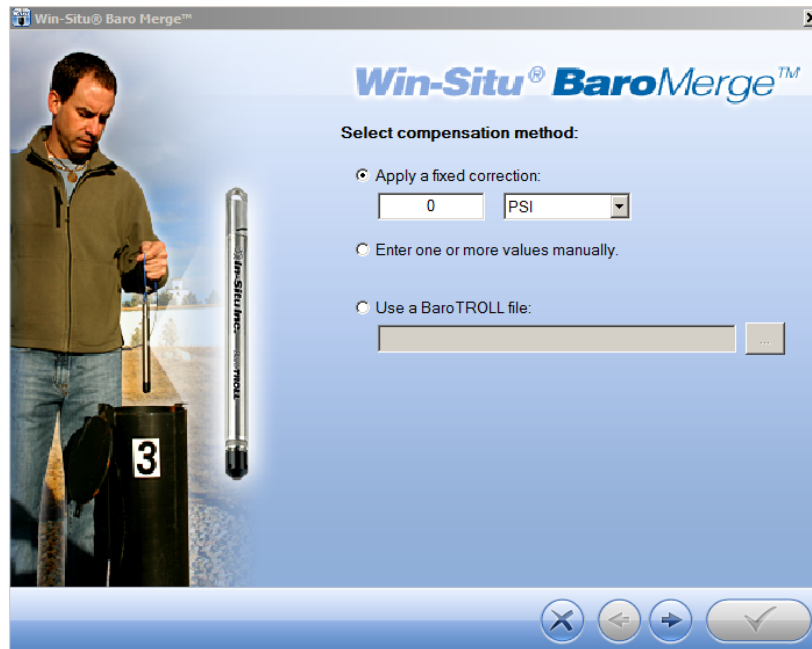 Win-Situ® Baro Merge™
Win-Situ® BaroMerge™
Select compensation method:
Apply a fixed correction:
0
PSI
Enter one or more values manually.
Use a BaroTROLL file:
...
In-Situ Inc.
BaroTROLL
3